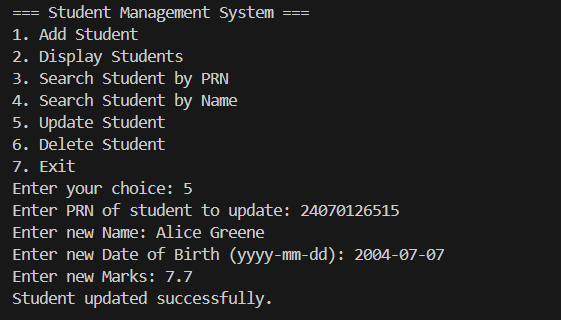 === Student Management System ===
1. Add Student
2. Display Students
3. Search Student by PRN
4. Search Student by Name
5. Update Student
6. Delete Student
7. Exit
Enter your choice: 5
Enter PRN of student to update: 24070126515
Enter new Name: Alice Greene
Enter new Date of Birth (yyyy-mm-dd): 2004-07-07
Enter new Marks: 7.7
Student updated successfully.